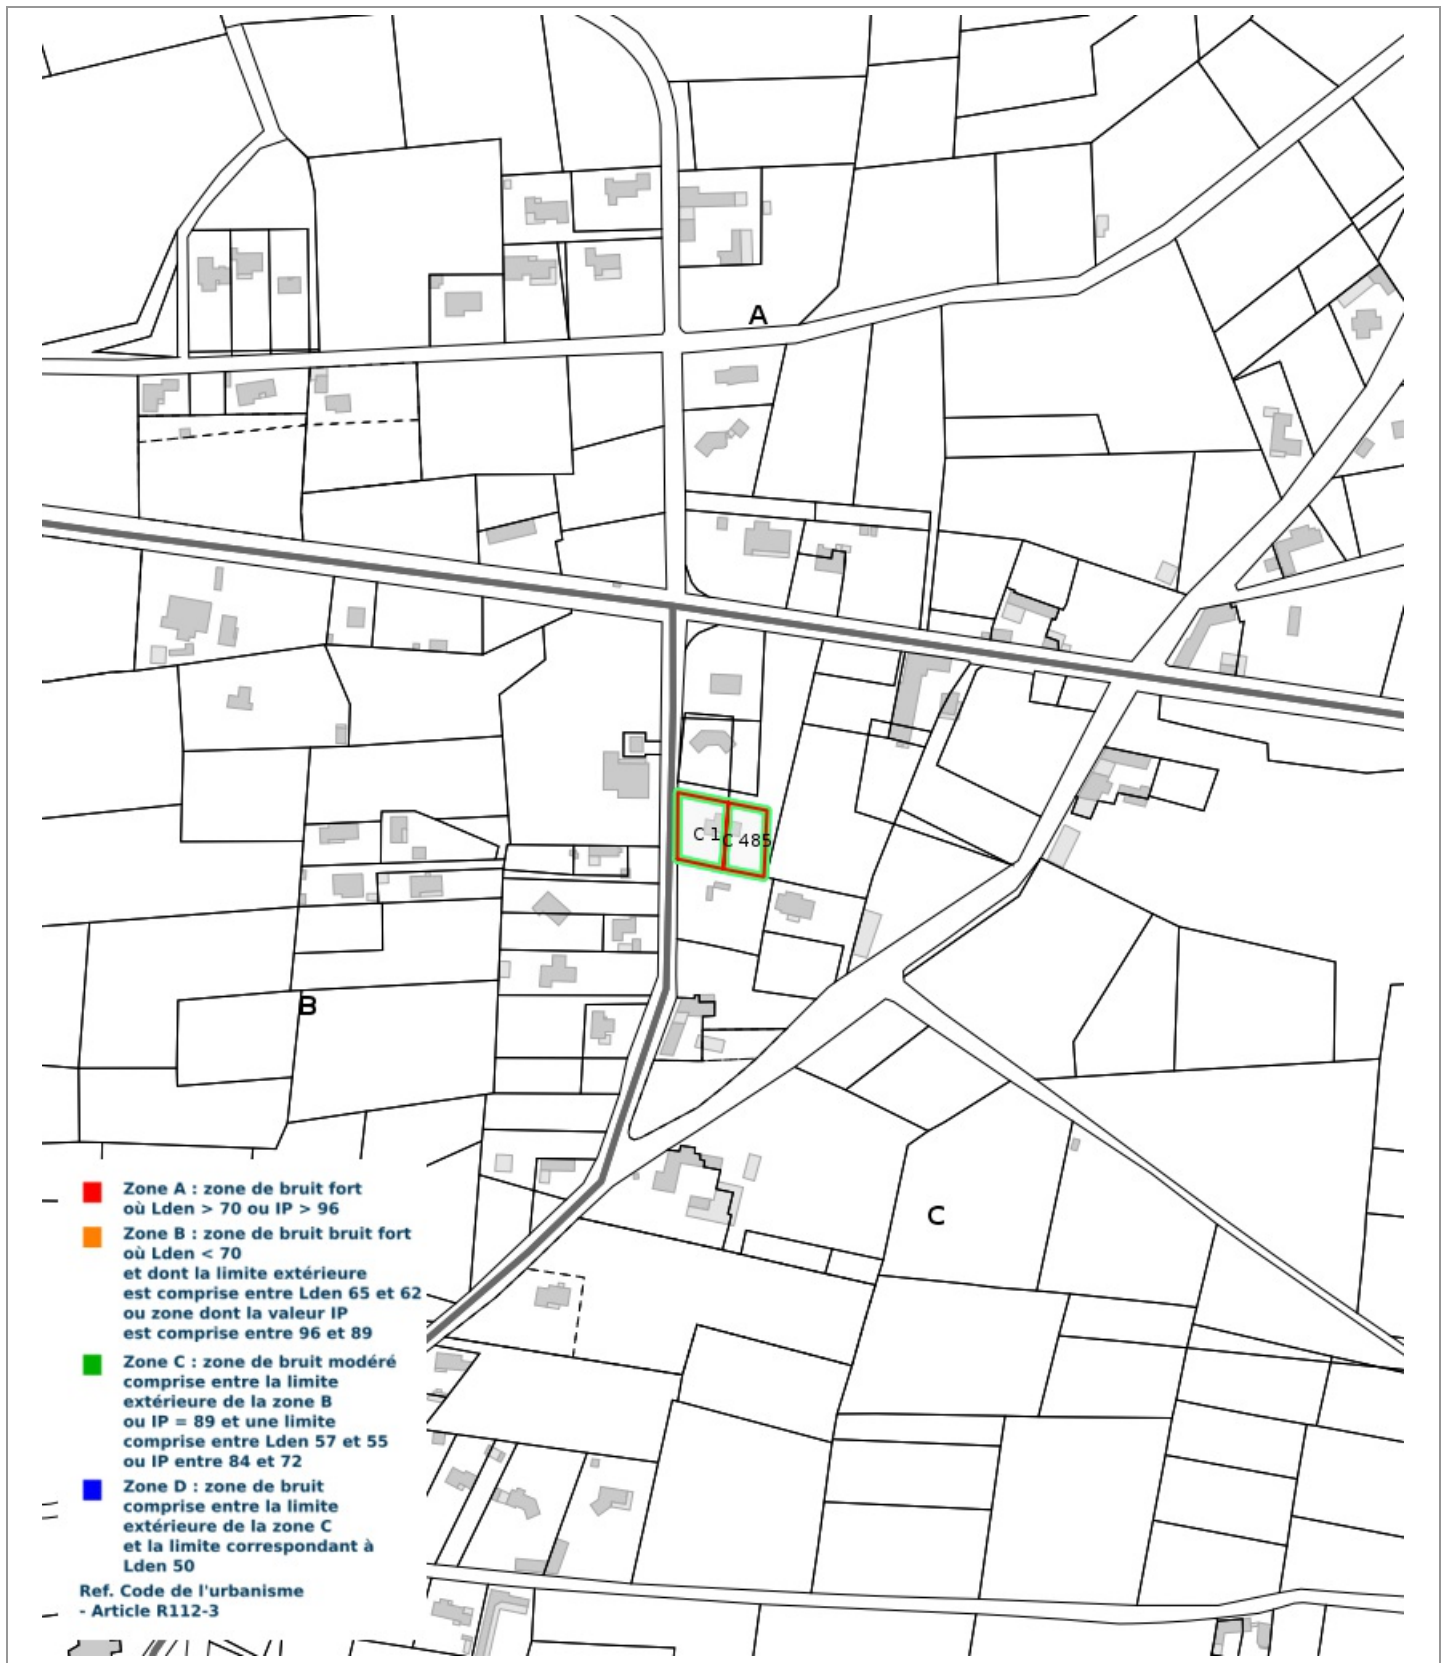 A
C 1
C 485
B
C
Zone A : zone de bruit fort
où Lden > 70 ou IP > 96
Zone B : zone de bruit bruit fort
où Lden < 70
et dont la limite extérieure
est comprise entre Lden 65 et 62
ou zone dont la valeur IP
est comprise entre 96 et 89
Zone C : zone de bruit modéré
comprise entre la limite
extérieure de la zone B
ou IP = 89 et une limite
comprise entre Lden 57 et 55
ou IP entre 84 et 72
Zone D : zone de bruit
comprise entre la limite
extérieure de la zone C
et la limite correspondant à
Lden 50
Ref. Code de l'urbanisme
- Article R112-3